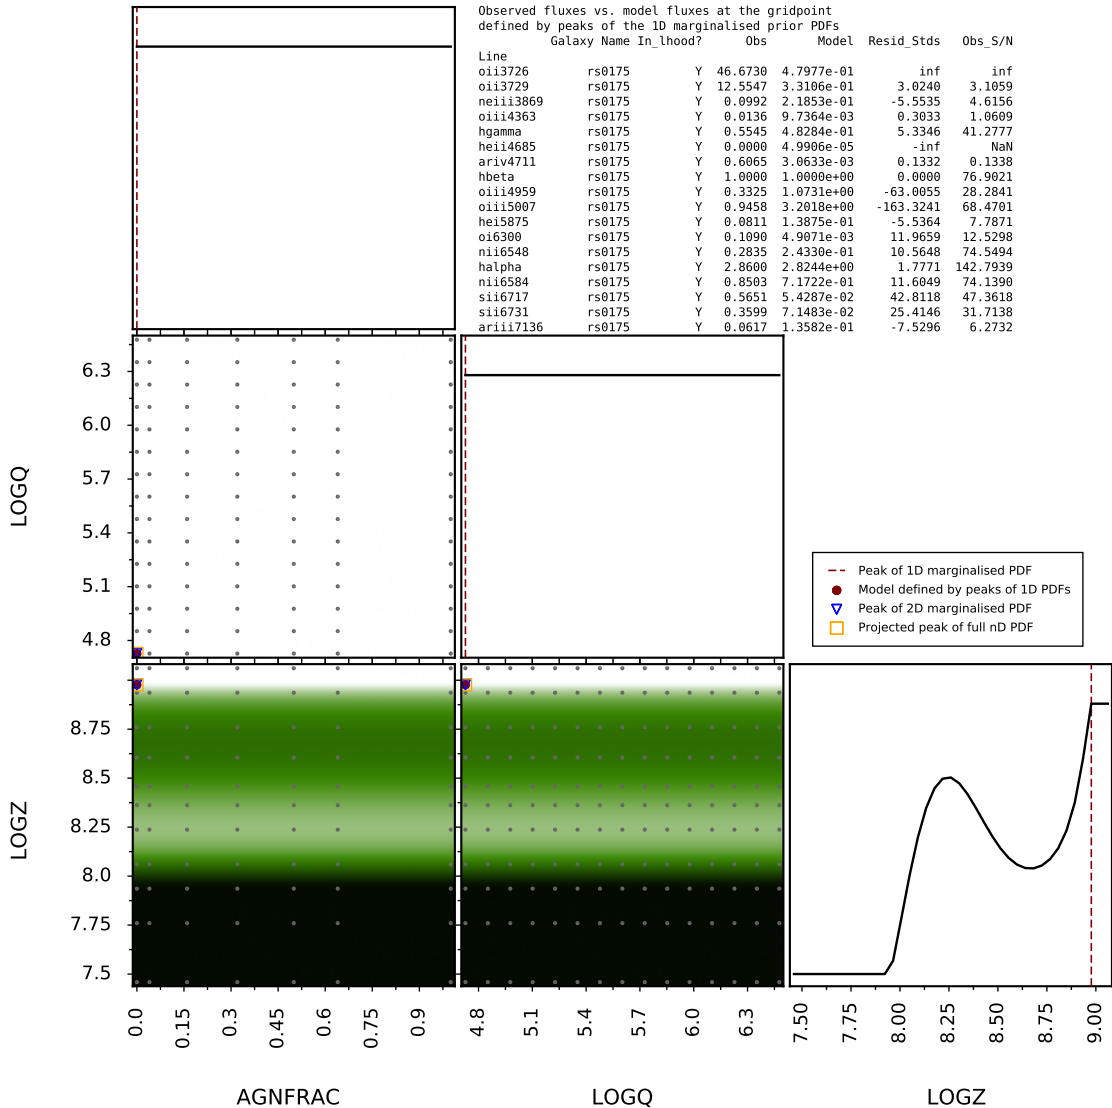 Observed fluxes vs. model fluxes at the gridpoint
defined by peaks of the 1D marginalised prior PDFs
Galaxy Name In_lhood? Obs Model Resid_Stds Obs_S/N
Line
oii3726 rs0175 Y 46.6730 4.7977e-01 inf inf
oii3729 rs0175 Y 12.5547 3.3106e-01 3.0240 3.1059
neiii3869 rs0175 Y 0.0992 2.1853e-01 -5.5535 4.6156
oiii4363 rs0175 Y 0.0136 9.7364e-03 0.3033 1.0609
hgamma rs0175 Y 0.5545 4.8284e-01 5.3346 41.2777
heii4685 rs0175 Y 0.0000 4.9906e-05 -inf NaN
ariv4711 rs0175 Y 0.6065 3.0633e-03 0.1332 0.1338
hbeta rs0175 Y 1.0000 1.0000e+00 0.0000 76.9021
oiii4959 rs0175 Y 0.3325 1.0731e+00 -63.0055 28.2841
oiii5007 rs0175 Y 0.9458 3.2018e+00 -163.3241 68.4701
hei5875 rs0175 Y 0.0811 1.3875e-01 -5.5364 7.7871
oi6300 rs0175 Y 0.1090 4.9071e-03 11.9659 12.5298
nii6548 rs0175 Y 0.2835 2.4330e-01 10.5648 74.5494
halpha rs0175 Y 2.8600 2.8244e+00 1.7771 142.7939
nii6584 rs0175 Y 0.8503 7.1722e-01 11.6049 74.1390
sii6717 rs0175 Y 0.5651 5.4287e-02 42.8118 47.3618
sii6731 rs0175 Y 0.3599 7.1483e-02 25.4146 31.7138
ariii7136 rs0175 Y 0.0617 1.3582e-01 -7.5296 6.2732
LOGQ
6.3
6.0
5.7
5.4
5.1
4.8
Peak of 1D marginalised PDF
Model defined by peaks of 1D PDFs
Peak of 2D marginalised PDF
Projected peak of full nD PDF
LOGZ
8.75
8.5
8.25
8.0
7.75
7.5
0.0 0.15 0.3 0.45 0.6 0.75 0.9
4.8 5.1 5.4 5.7 6.0 6.3
7.50 7.75 8.00 8.25 8.50 8.75 9.00
AGNFRAC LOGQ LOGZ